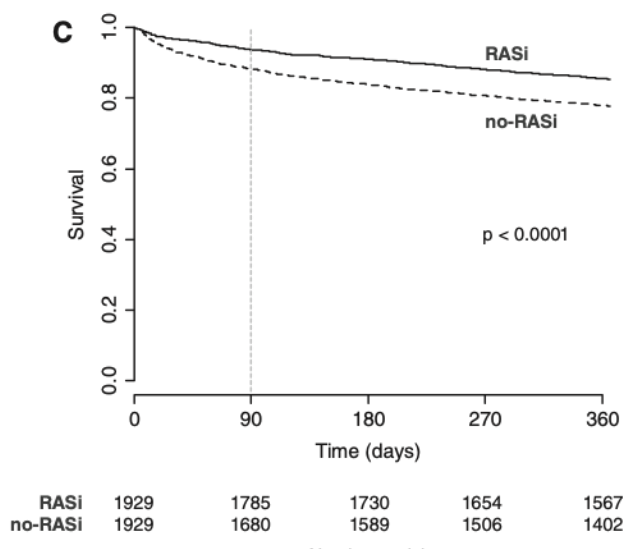 C
1.0
0.8
0.6
0.4
0.2
0.0
Survival
RASi
no-RASi
p < 0.0001
0 90 180 270 360
Time (days)
RASi 1929 1785 1730 1654 1567
no-RASi 1929 1680 1589 1506 1402